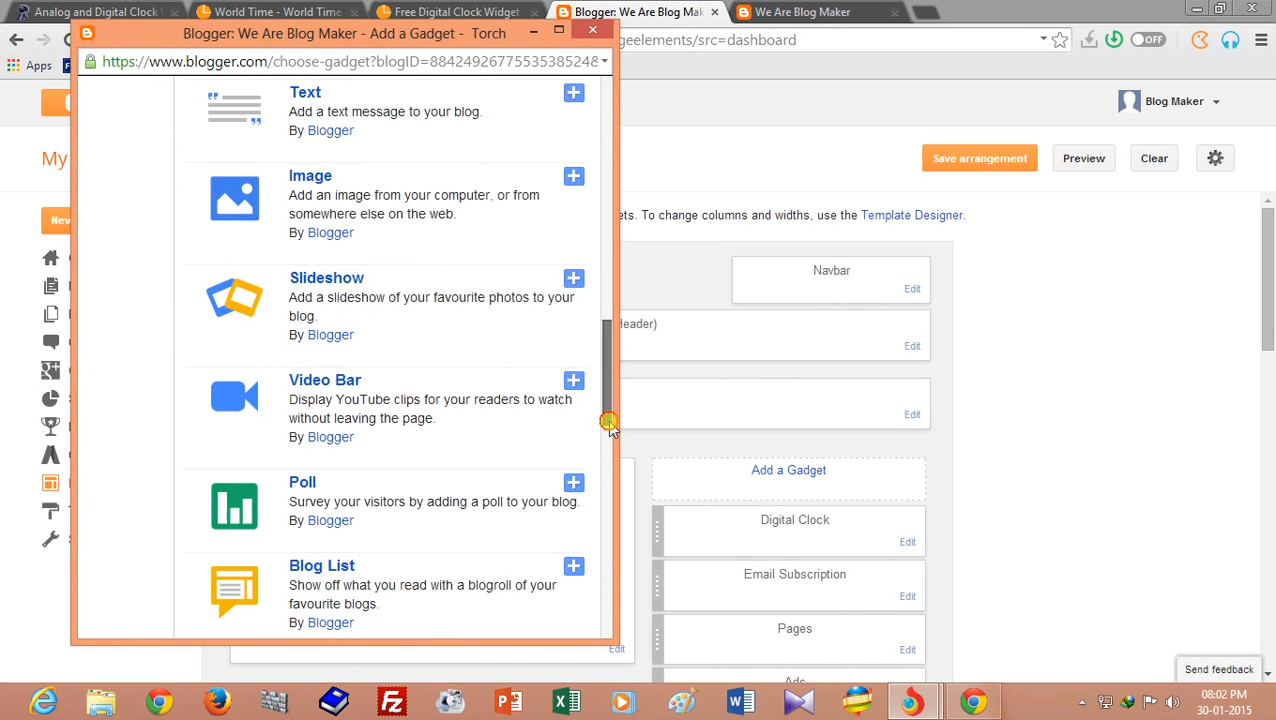 Analog and Digital Clock
World Time - World Time
Free Digital Clock Widget
Blogger: We Are Blog Ma
We Are Blog Maker
Blogger: We Are Blog Maker - Add a Gadget - Torch
geelements/src=dashboard
OFF
https://www.blogger.com/choose-gadget?blogID=88424926775535385248
Apps
Blog Maker
My
Save arrangement
Preview
Clear
New
ets. To change columns and widths, use the Template Designer.
Text
Add a text message to your blog.
By Blogger
Image
Add an image from your computer, or from
somewhere else on the web.
By Blogger
Slideshow
Add a slideshow of your favourite photos to your
blog.
By Blogger
Video Bar
Display YouTube clips for your readers to watch
without leaving the page.
By Blogger
Poll
Survey your visitors by adding a poll to your blog.
By Blogger
Blog List
Show off what you read with a blogroll of your
favourite blogs.
By Blogger
Navbar
Edit
Header)
Edit
Edit
Add a Gadget
Digital Clock
Edit
Email Subscription
Edit
Pages
Edit
Ads
Edit
Send feedback
08:02 PM
30-01-2015